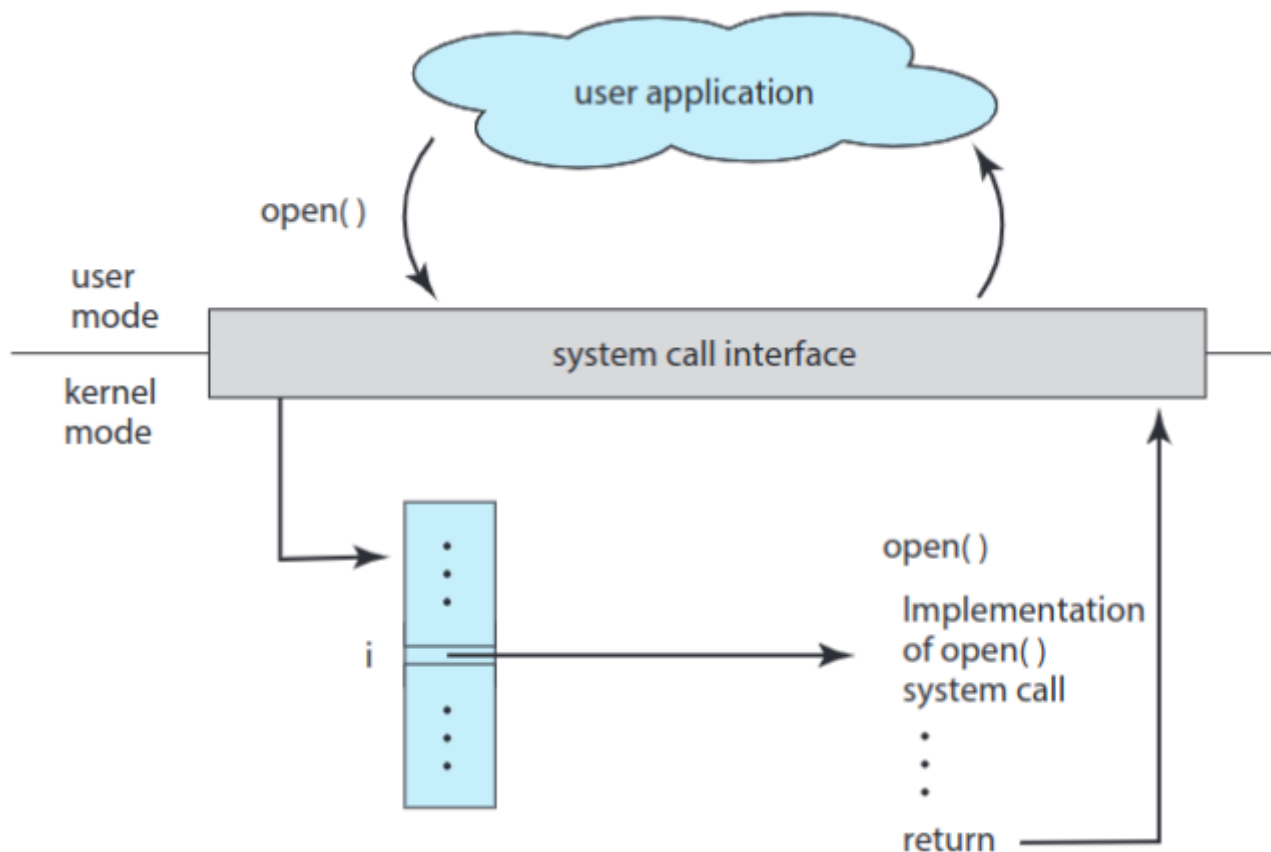 user application
open( )
user
mode
system call interface
kernel
mode
open( )
Implementation
of open( )
system call
i
return